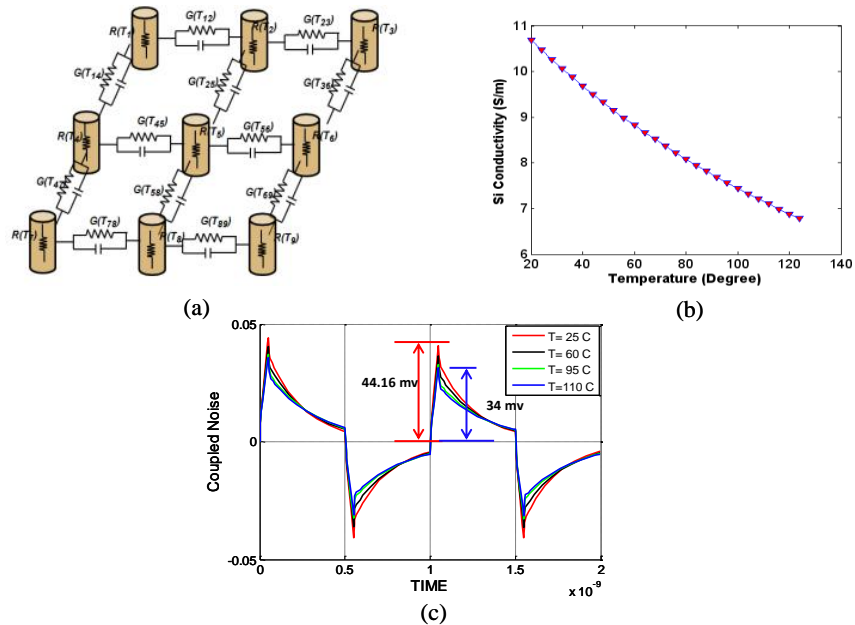 G(T12)
G(T23)
R(T1)
R(T2)
R(T3)
G(T14)
G(T25)
G(T36)
G(T45)
G(T56)
R(T4)
R(T5)
R(T6)
G(T4
G(T58)
G(T69)
G(T78)
G(T89)
R(T7)
R(T8)
R(T9)
(a)
11
10
9
8
7
6
Si Conductivity (S/m)
20 40 60 80 100 120 140
Temperature (Degree)
(b)
0.05
0
-0.05
Coupled Noise
T= 25 C
T= 60 C
T= 95 C
T=110 C
44.16 mv
34 mv
0 0.5 1 1.5 2
TIME
x 10-9
(c)